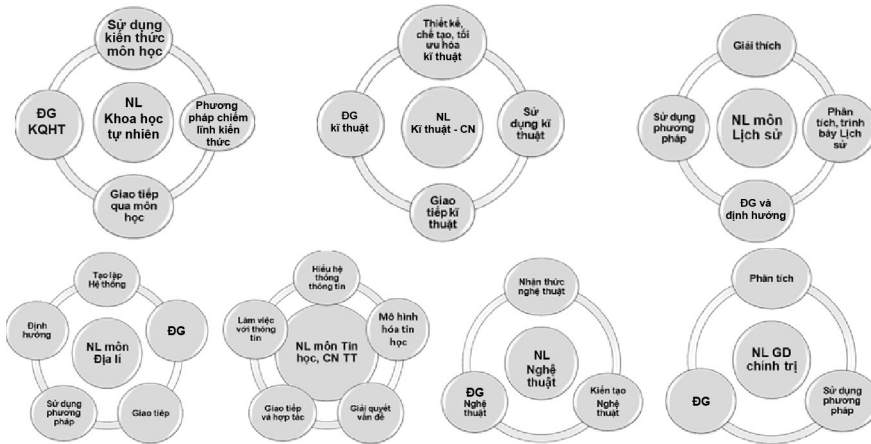 Sử dụng
kiến thức
môn học
ĐG
KQHT
NL
Khoa học
tự nhiên
Phương
pháp chiếm
lĩnh kiến
thức
Giao tiếp
qua môn
học
Thiết kế,
chế tạo, tối
ưu hóa
kĩ thuật
ĐG
kĩ thuật
NL
Kĩ thuật - CN
Sử
dụng kĩ
thuật
Giao
tiếp kĩ
thuật
Giải thích
Sử dụng
phương
pháp
NL môn
Lịch sử
Phân
tích, trình
bày Lịch
sử
ĐG và
định hướng
Tạo lập
Hệ thống
Định
hướng
NL môn
Địa lí
ĐG
Sử dụng
phương
pháp
Giao tiếp
Hiểu hệ
thống
thông tin
Làm việc
với thông
tin
NL môn Tin
học, CN TT
Mô hình
hóa tin
học
Giao tiếp
và hợp tác
Giải quyết
vấn đề
Nhận thức
nghệ thuật
NL
Nghệ
thuật
ĐG
Nghệ
thuật
Kiến tạo
Nghệ
thuật
Phân tích
NL GD
chính trị
ĐG
Sử dụng
phương
pháp